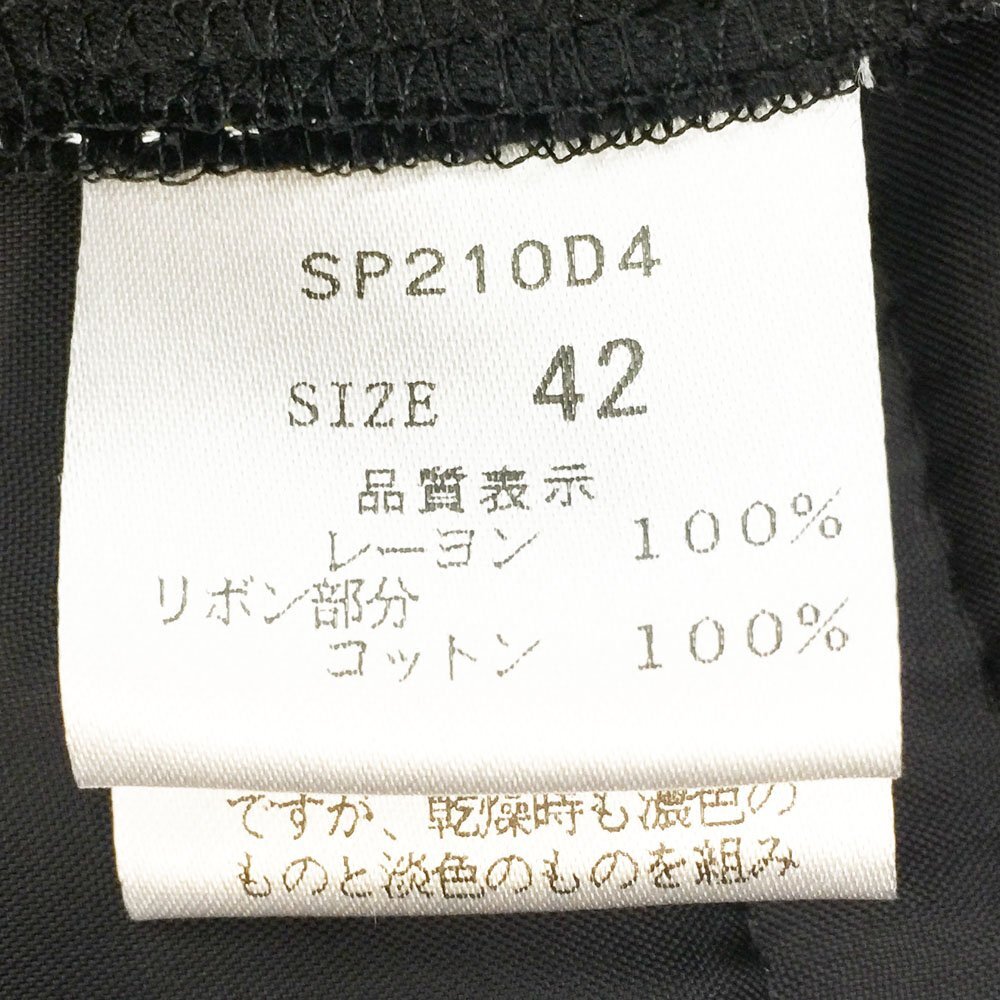 SP210D4
SIZE 42
品質表示
レーヨン 100%
リボン部分
コットン 100%
ですが、乾燥時も濃色の
ものと淡色のものを組み